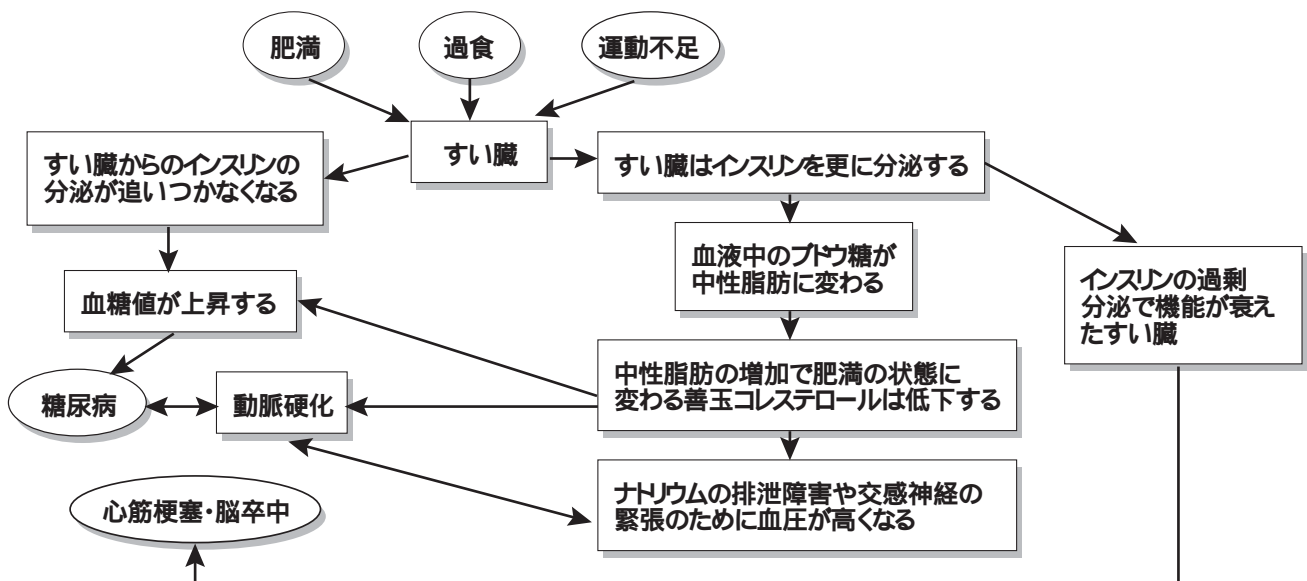 肥満
過食
運動不足
すい臓
すい臓からのインスリンの
分泌が追いつかなくなる
すい臓はインスリンを更に分泌する
血液中のブドウ糖が
中性脂肪に変わる
インスリンの過剰
分泌で機能が衰え
たすい臓
血糖値が上昇する
中性脂肪の増加で肥満の状態に
変わる善玉コレステロールは低下する
糖尿病
動脈硬化
ナトリウムの排泄障害や交感神経の
緊張のために血圧が高くなる
心筋梗塞・脳卒中